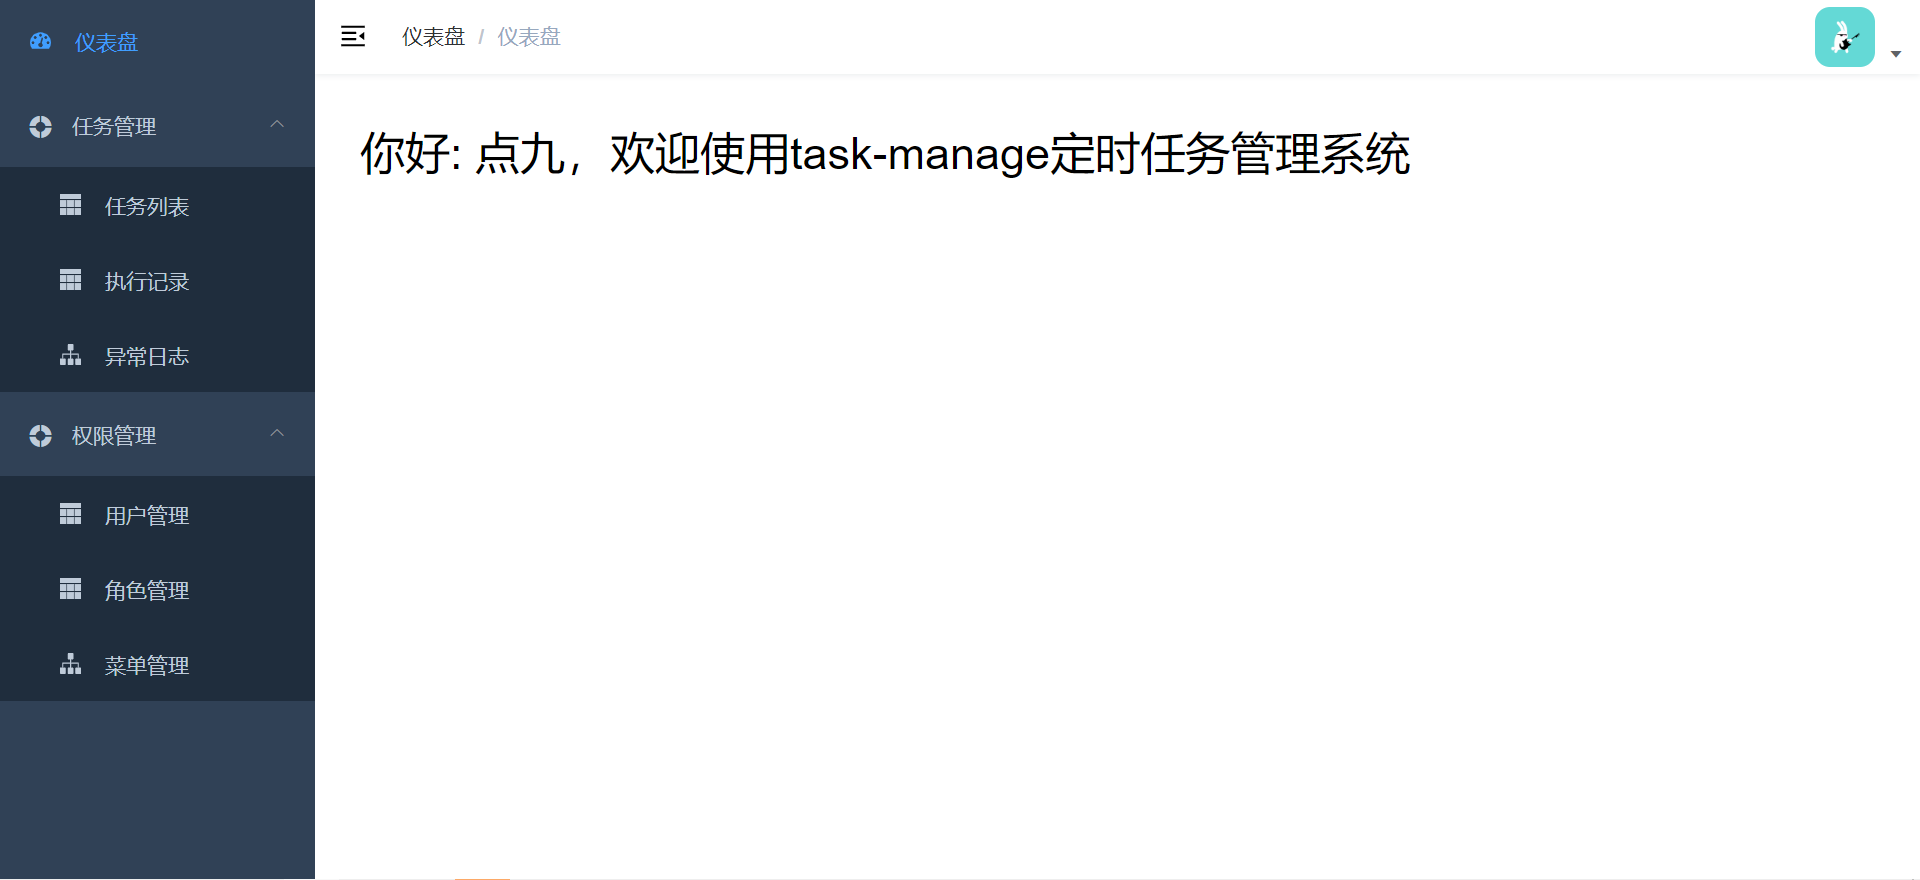 仪表盘
任务管理
任务列表
执行记录
异常日志
权限管理
用户管理
角色管理
菜单管理
仪表盘 / 仪表盘
你好: 点九，欢迎使用task-manage定时任务管理系统